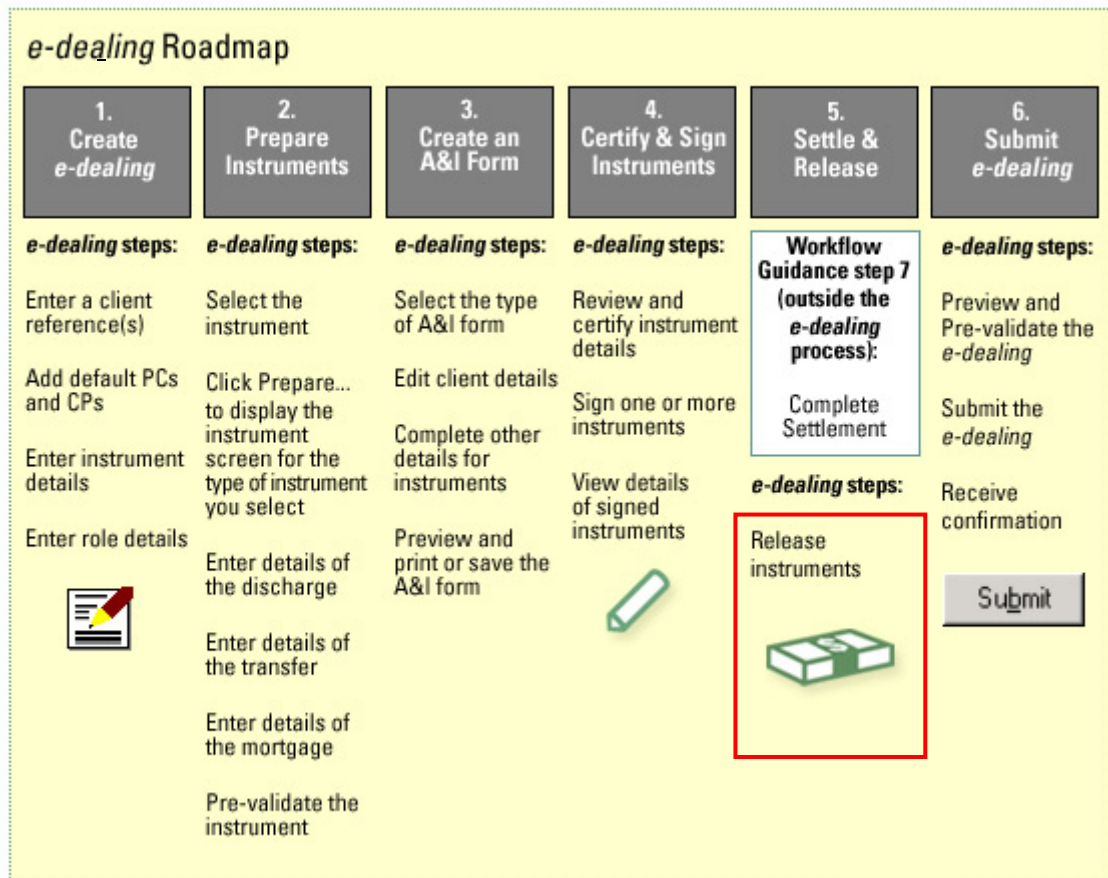 e-dealing Roadmap
1.
Create
e-dealing
e-dealing steps:
Enter a client
reference(s)
Add default PCs
and CPs
Enter instrument
details
Enter role details
2.
Prepare
Instruments
e-dealing steps:
Select the
instrument
Click Prepare...
to display the
instrument
screen for the
type of instrument
you select
Enter details of
the discharge
Enter details of
the transfer
Enter details of
the mortgage
Pre-validate the
instrument
3.
Create an
A&I Form
e-dealing steps:
Select the type
of A&I form
Edit client details
Complete other
details for
instruments
Preview and
print or save the
A&I form
4.
Certify & Sign
Instruments
e-dealing steps:
Review and
certify instrument
details
Sign one or more
instruments
View details
of signed
instruments
5.
Settle &
Release
Workflow
Guidance step 7
(outside the
e-dealing
process):
Complete
Settlement
e-dealing steps:
Release
instruments
6.
Submit
e-dealing
e-dealing steps:
Preview and
Pre-validate the
e-dealing
Submit the
e-dealing
Receive
confirmation
Submit